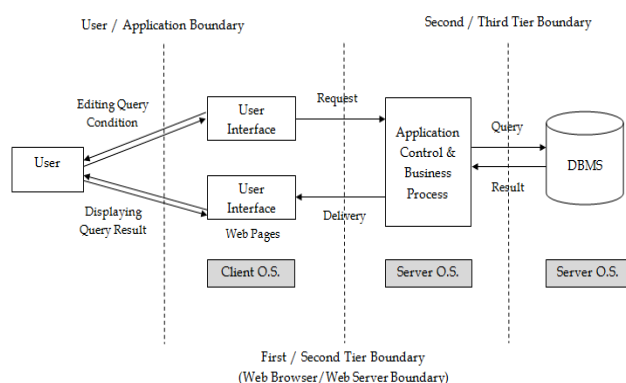 User / Application Boundary
Second / Third Tier Boundary
Editing Query
Condition
User
Interface
Request
Application
Control &
Business
Process
Query
DBMS
Result
User
User
Interface
Delivery
Displaying
Query Result
Web Pages
Client O.S.
Server O.S.
Server O.S.
First / Second Tier Boundary
(Web Browser/Web Server Boundary)